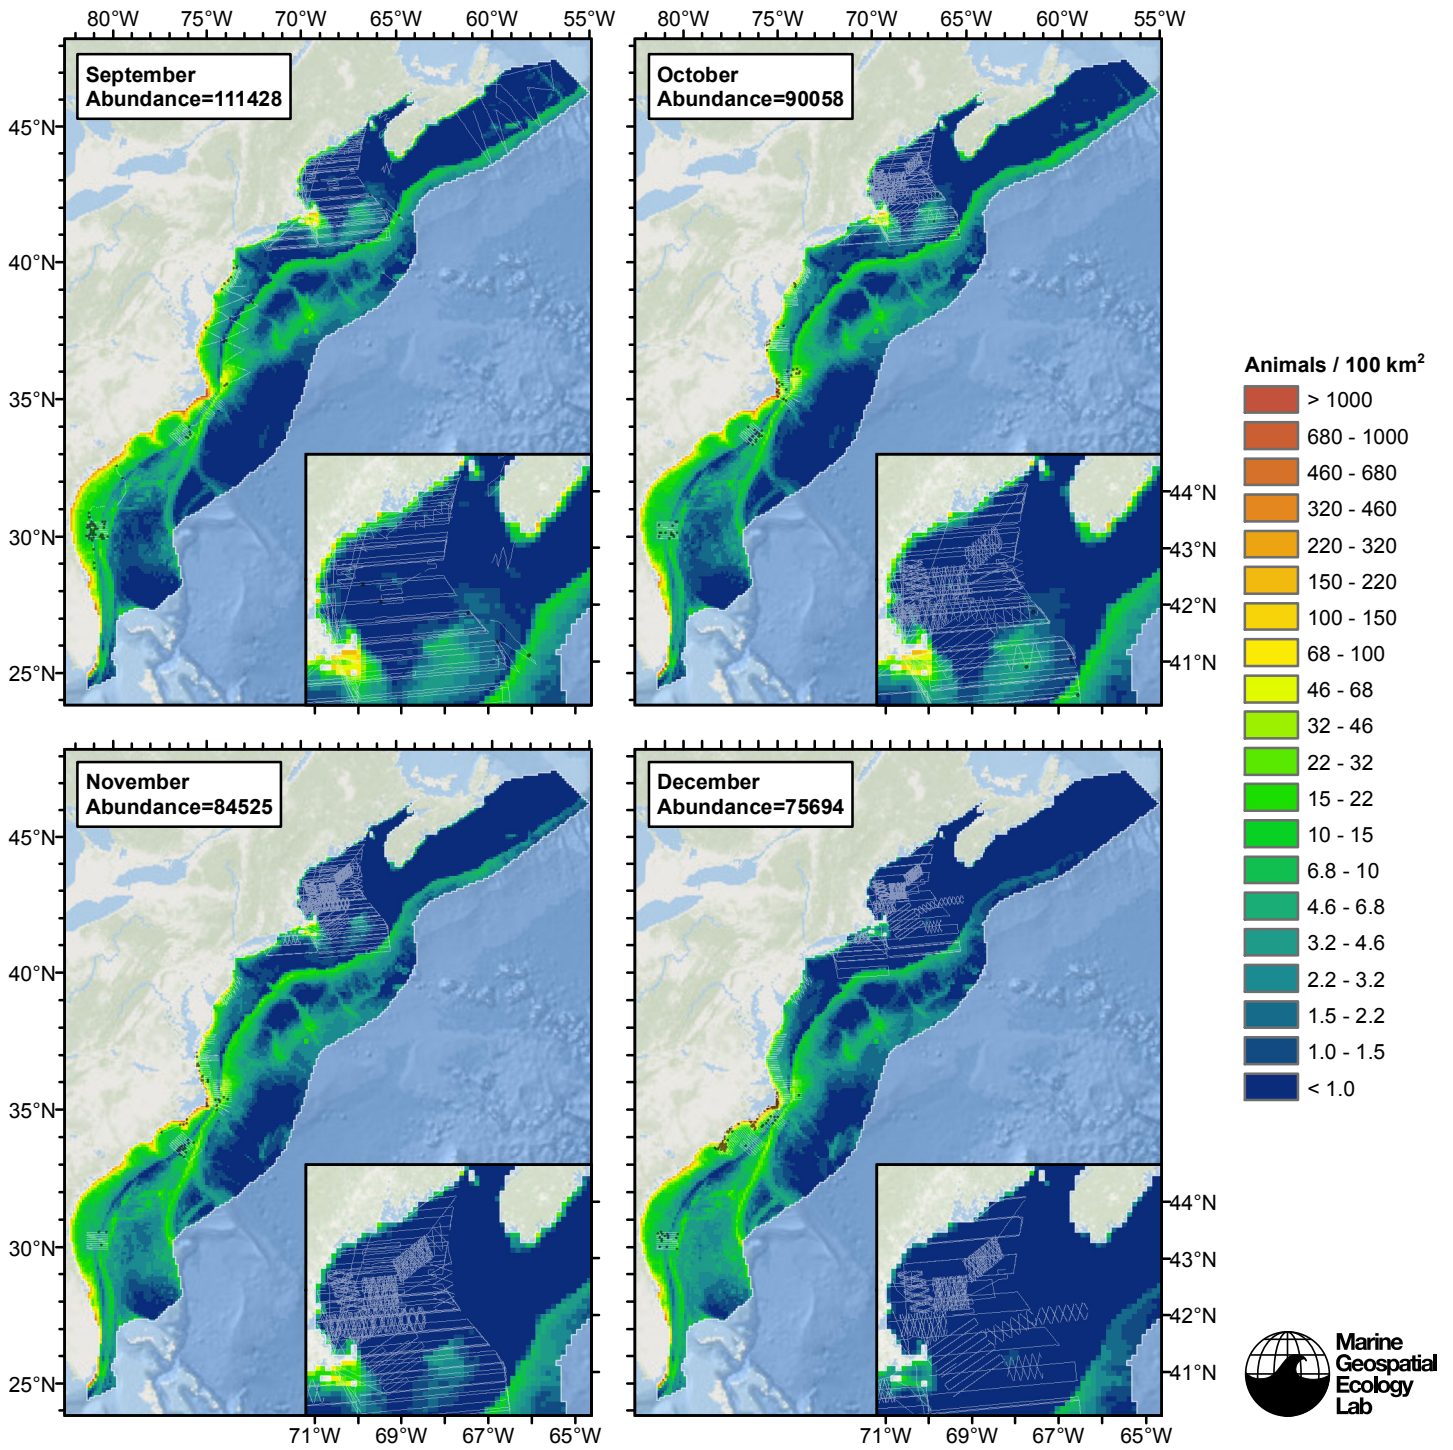 80°W 75°W 70°W 65°W 60°W 55°W
80°W 75°W 70°W 65°W 60°W 55°W
September
Abundance=111428
October
Abundance=90058
45°N
40°N
35°N
30°N
25°N
44°N
43°N
42°N
41°N
November
Abundance=84525
December
Abundance=75694
45°N
40°N
35°N
30°N
25°N
44°N
43°N
42°N
41°N
71°W 69°W 67°W 65°W
71°W 69°W 67°W 65°W
Animals / 100 km²
> 1000
680 - 1000
460 - 680
320 - 460
220 - 320
150 - 220
100 - 150
68 - 100
46 - 68
32 - 46
22 - 32
15 - 22
10 - 15
6.8 - 10
4.6 - 6.8
3.2 - 4.6
2.2 - 3.2
1.5 - 2.2
1.0 - 1.5
< 1.0
Marine
Geospatial
Ecology
Lab